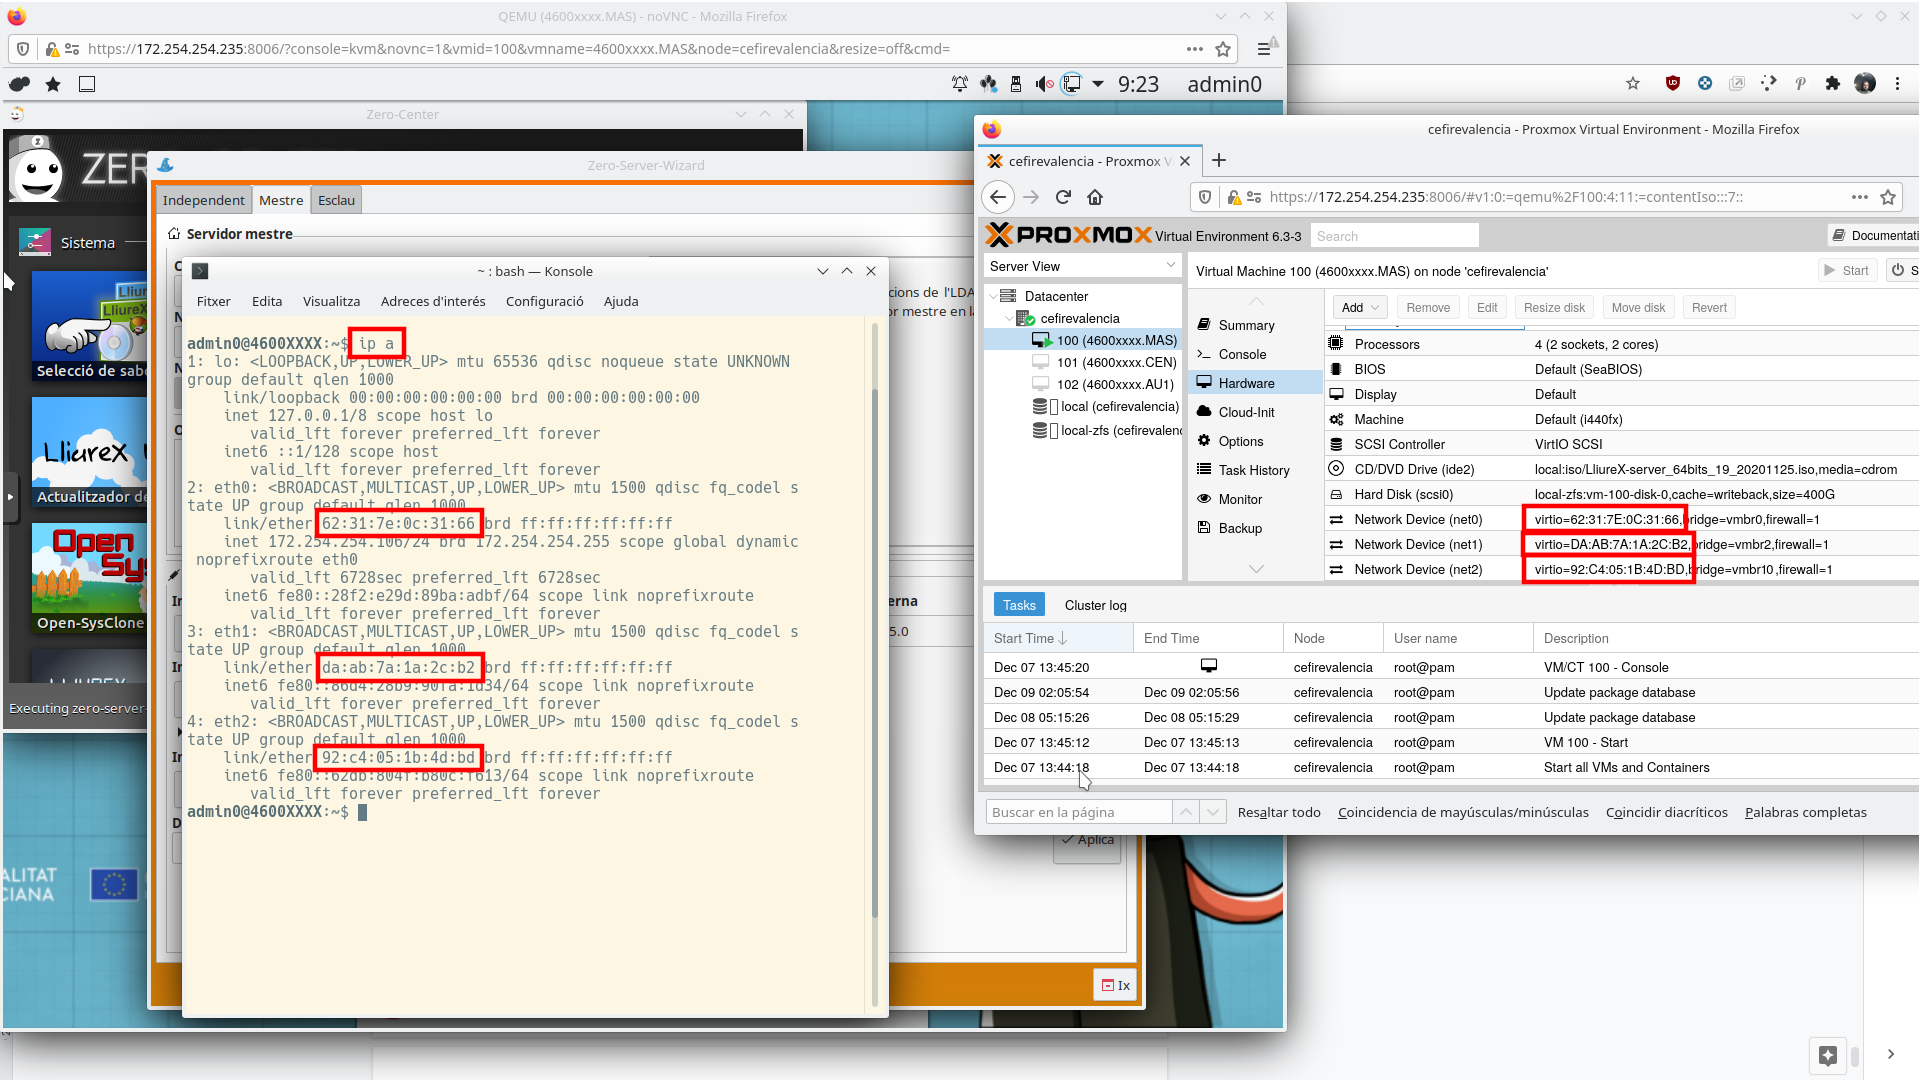 QEMU (4600xxxx.MAS) - noVNC - Mozilla Firefox
https://172.254.254.235:8006/?console=kvm&novnc=1&vmid=100&vmname=4600xxxx.MAS&node=cefirevalencia&resize=off&cmd=
9:23 admin0
Zero-Center
ZER
Sistema
Lliur
LliureX
Selecció de sab
LliureX
Actualitzador de
Open
Sys
Open-SysClone
Executing zero-server-
ALITAT
CIANA
Zero-Server-Wizard
Independent Mestre Esclau
Servidor mestre
cions de l'LDA
or mestre en la
erna
5.0
Aplica
Ix
~ : bash — Konsole
Fitxer Edita Visualitza Adreces d'interés Configuració Ajuda
admin0@4600XXXX:~$ ip a
1: lo: <LOOPBACK,UP,LOWER_UP> mtu 65536 qdisc noqueue state UNKNOWN
group default qlen 1000
link/loopback 00:00:00:00:00:00 brd 00:00:00:00:00:00
inet 127.0.0.1/8 scope host lo
valid_lft forever preferred_lft forever
inet6 ::1/128 scope host
valid_lft forever preferred_lft forever
2: eth0: <BROADCAST,MULTICAST,UP,LOWER_UP> mtu 1500 qdisc fq_codel s
tate UP group default qlen 1000
link/ether 62:31:7e:0c:31:66 brd ff:ff:ff:ff:ff:ff
inet 172.254.254.106/24 brd 172.254.254.255 scope global dynamic
noprefixroute eth0
valid_lft 6728sec preferred_lft 6728sec
inet6 fe80::28f2:e29d:89ba:adbf/64 scope link noprefixroute
valid_lft forever preferred_lft forever
3: eth1: <BROADCAST,MULTICAST,UP,LOWER_UP> mtu 1500 qdisc fq_codel s
tate UP group default qlen 1000
link/ether da:ab:7a:1a:2c:b2 brd ff:ff:ff:ff:ff:ff
inet6 fe80::86d4:28b9:90fa:1d34/64 scope link noprefixroute
valid_lft forever preferred_lft forever
4: eth2: <BROADCAST,MULTICAST,UP,LOWER_UP> mtu 1500 qdisc fq_codel s
tate UP group default qlen 1000
link/ether 92:c4:05:1b:4d:bd brd ff:ff:ff:ff:ff:ff
inet6 fe80::62db:804f:b80c:f613/64 scope link noprefixroute
valid_lft forever preferred_lft forever
admin0@4600XXXX:~$
cefirevalencia - Proxmox Virtual Environment - Mozilla Firefox
cefirevalencia - Proxmox V
https://172.254.254.235:8006/#v1:0:=qemu%2F100:4:11:=contentIso:::7::
PROXMOX Virtual Environment 6.3-3 Search Documentati
Server View
Datacenter
cefirevalencia
100 (4600xxxx.MAS)
101 (4600xxxx.CEN)
102 (4600xxxx.AU1)
local (cefirevalencia)
local-zfs (cefirevalenc
Virtual Machine 100 (4600xxxx.MAS) on node 'cefirevalencia' Start S
Summary
Console
Hardware
Cloud-Init
Options
Task History
Monitor
Backup
Add Remove Edit Resize disk Move disk Revert
Processors 4 (2 sockets, 2 cores)
BIOS Default (SeaBIOS)
Display Default
Machine Default (i440fx)
SCSI Controller VirtIO SCSI
CD/DVD Drive (ide2) local:iso/LliureX-server_64bits_19_20201125.iso,media=cdrom
Hard Disk (scsi0) local-zfs:vm-100-disk-0,cache=writeback,size=400G
Network Device (net0) virtio=62:31:7E:0C:31:66,bridge=vmbr0,firewall=1
Network Device (net1) virtio=DA:AB:7A:1A:2C:B2,bridge=vmbr2,firewall=1
Network Device (net2) virtio=92:C4:05:1B:4D:BD,bridge=vmbr10,firewall=1
Tasks Cluster log
Start Time End Time Node User name Description
Dec 07 13:45:20 cefirevalencia root@pam VM/CT 100 - Console
Dec 09 02:05:54 Dec 09 02:05:56 cefirevalencia root@pam Update package database
Dec 08 05:15:26 Dec 08 05:15:29 cefirevalencia root@pam Update package database
Dec 07 13:45:12 Dec 07 13:45:13 cefirevalencia root@pam VM 100 - Start
Dec 07 13:44:18 Dec 07 13:44:18 cefirevalencia root@pam Start all VMs and Containers
Buscar en la página Resaltar todo Coincidencia de mayúsculas/minúsculas Coincidir diacríticos Palabras completas